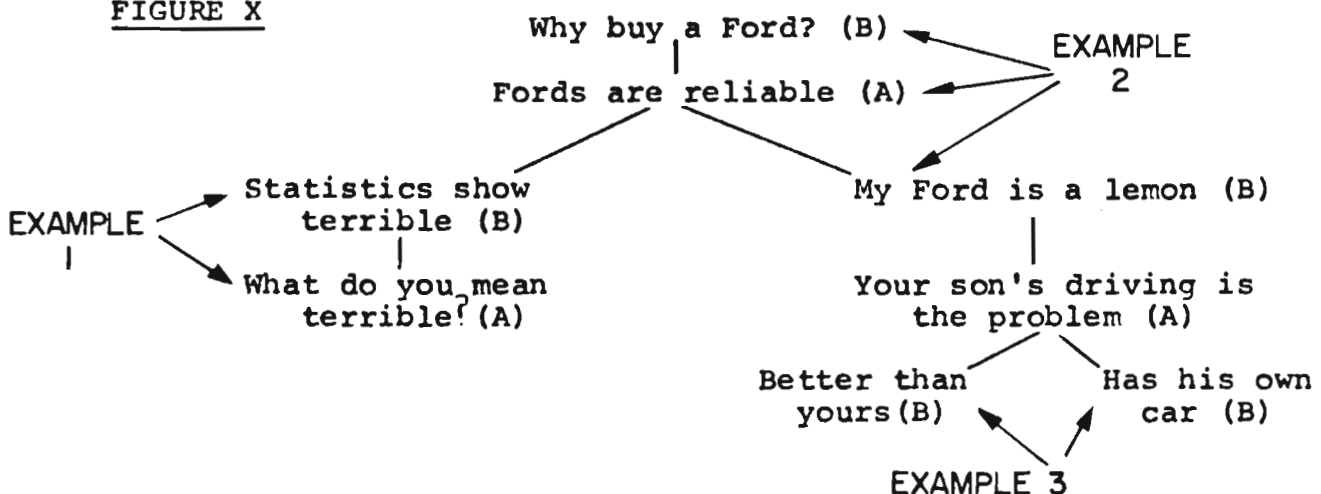 FIGURE X
Why buy a Ford? (B)
EXAMPLE
2
Fords are reliable (A)
Statistics show
terrible (B)
My Ford is a lemon (B)
EXAMPLE
1
What do you mean
terrible? (A)
Your son's driving is
the problem (A)
Better than
yours (B)
Has his own
car (B)
EXAMPLE 3